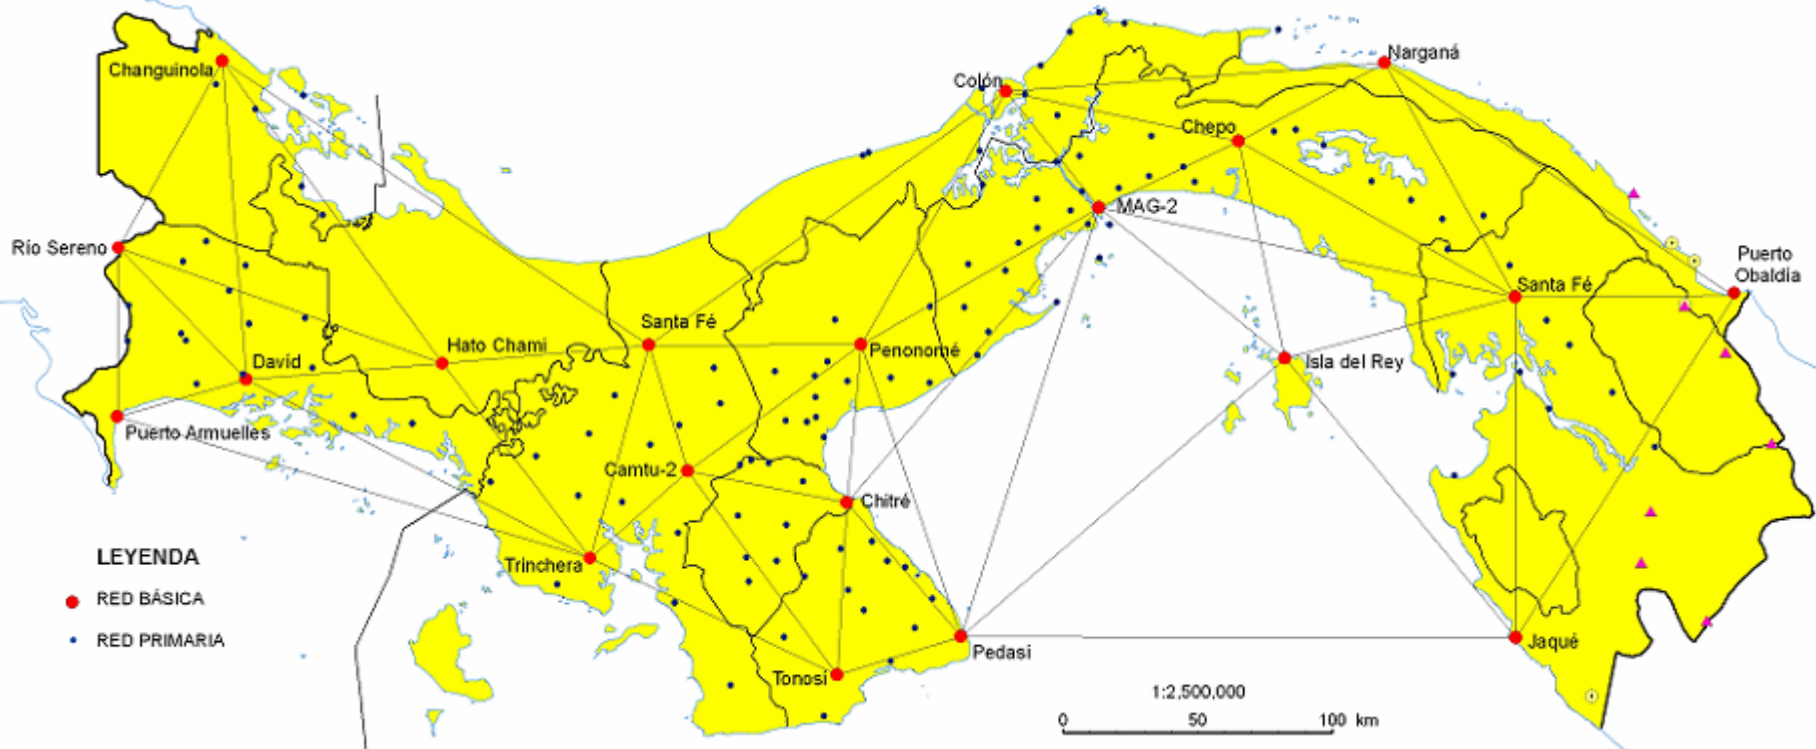 Narganá
Changuinola
Colón
Chepo
MAG-2
Río Sereno
Puerto
Obaldía
Santa Fé
Santa Fé
Hato Chami
Penonomé
David
Isla del Rey
Puerto Armuelles
Camtu-2
Chitré
LEYENDA
Trinchera
RED BÁSICA
RED PRIMARIA
Jaqué
Pedasí
Tonosí
1:2,500,000
0 50 100 km